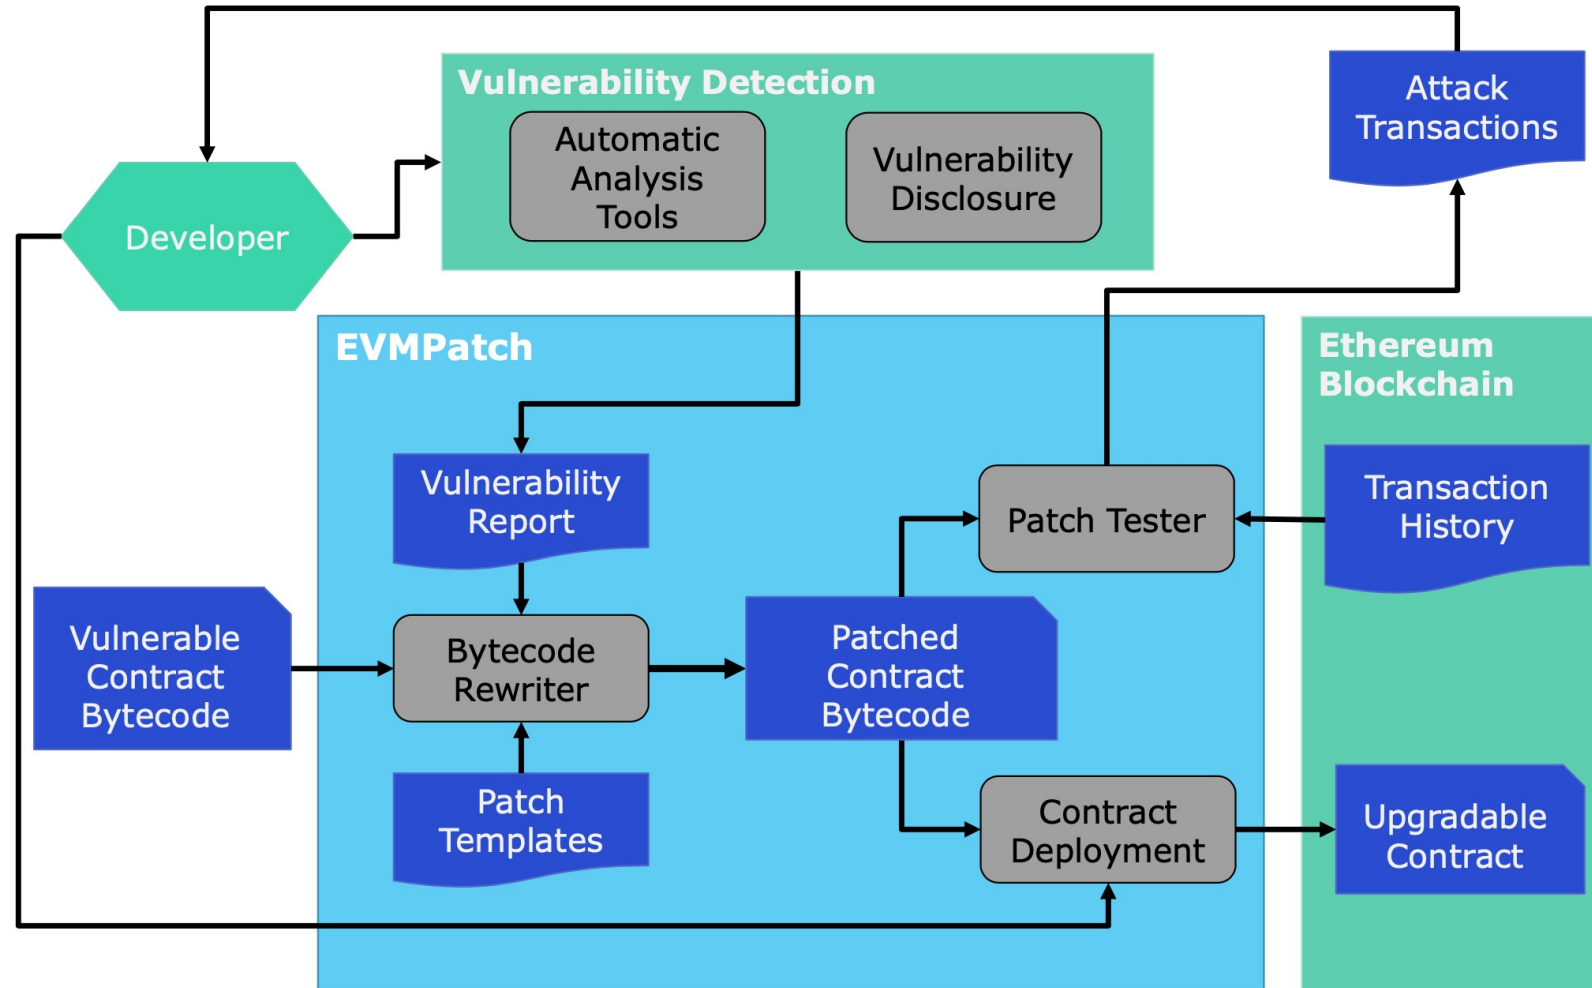 Vulnerability Detection
Automatic
Analysis
Tools
Vulnerability
Disclosure
Attack
Transactions
Developer
EVMPatch
Ethereum
Blockchain
Vulnerability
Report
Patch Tester
Transaction
History
Vulnerable
Contract
Bytecode
Bytecode
Rewriter
Patched
Contract
Bytecode
Patch
Templates
Contract
Deployment
Upgradable
Contract